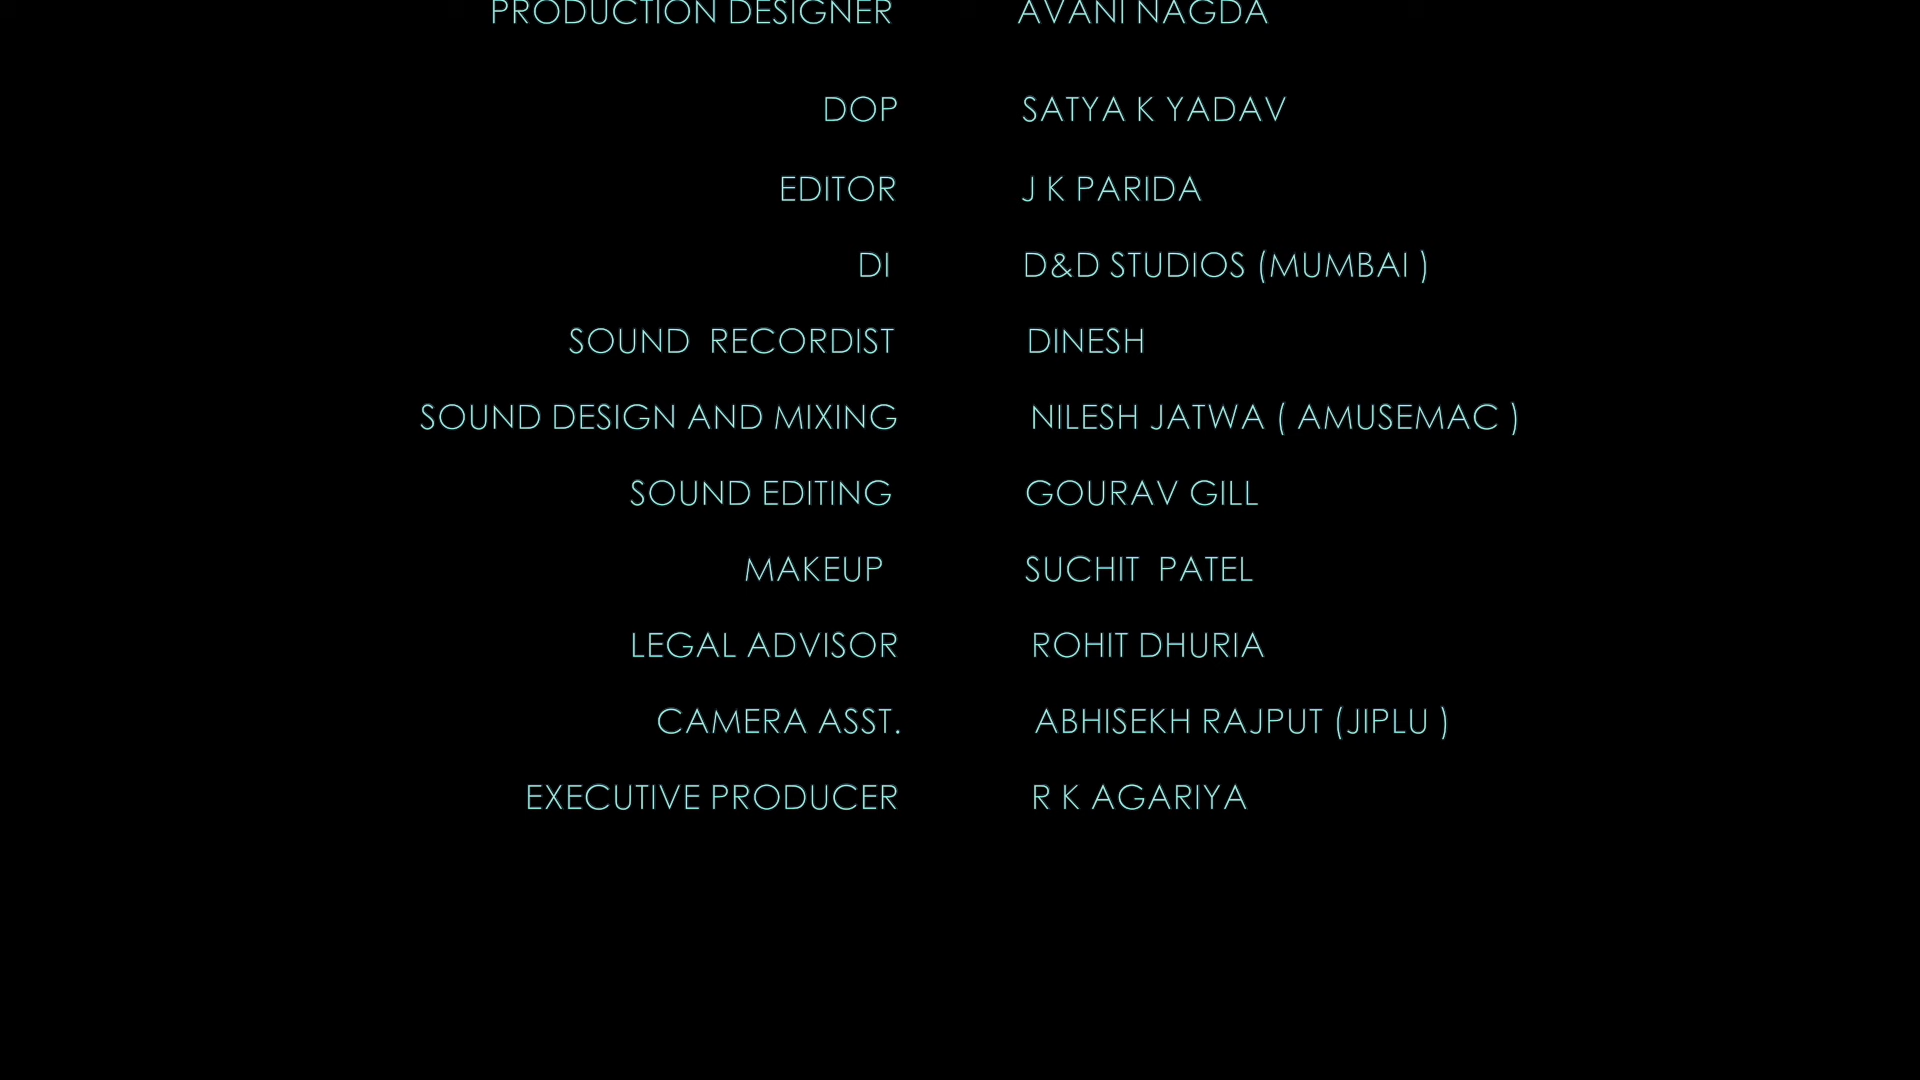 PRODUCTION DESIGNER AVANI NAGDA
DOP SATYA K YADAV
EDITOR J K PARIDA
DI D&D STUDIOS (MUMBAI )
SOUND RECORDIST DINESH
SOUND DESIGN AND MIXING NILESH JATWA ( AMUSEMAC )
SOUND EDITING GOURAV GILL
MAKEUP SUCHIT PATEL
LEGAL ADVISOR ROHIT DHURIA
CAMERA ASST. ABHISEKH RAJPUT (JIPLU )
EXECUTIVE PRODUCER R K AGARIYA